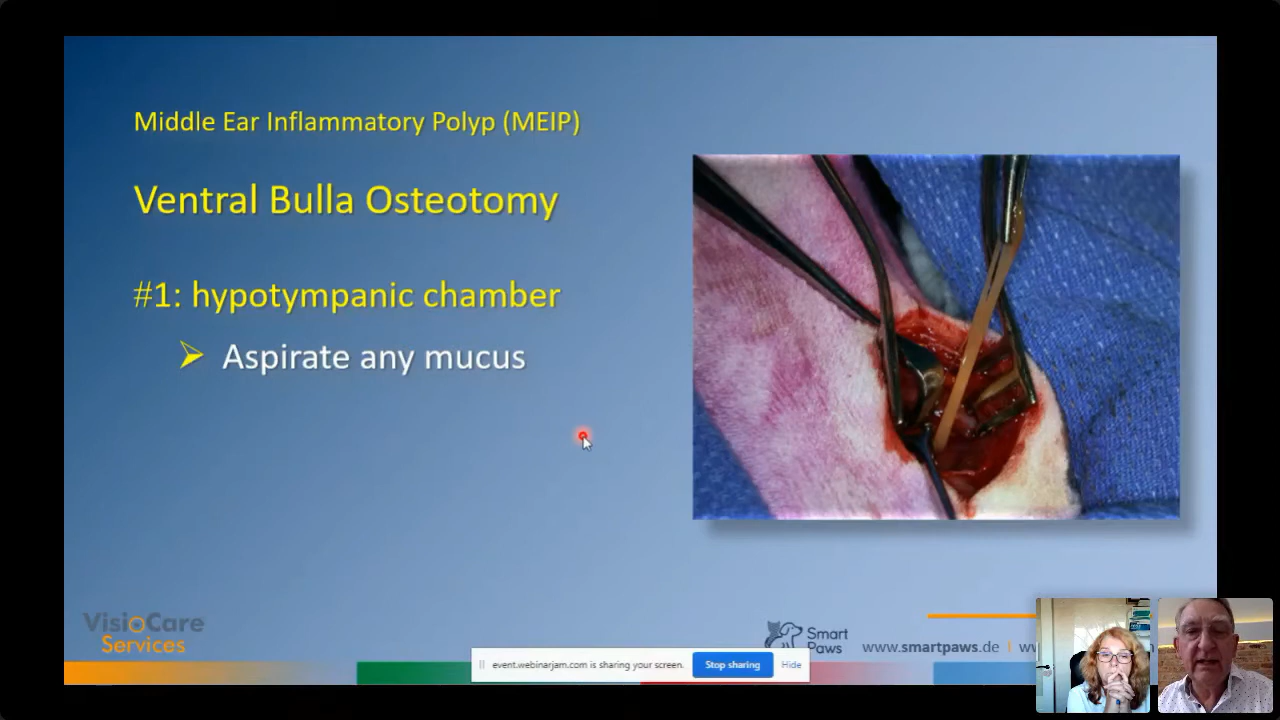 Middle Ear Inflammatory Polyp (MEIP)
Ventral Bulla Osteotomy
#1: hypotympanic chamber
Aspirate any mucus
VisioCare
Services
Smart
Paws
www.smartpaws.de
event.webinarjam.com is sharing your screen.
Stop sharing
Hide